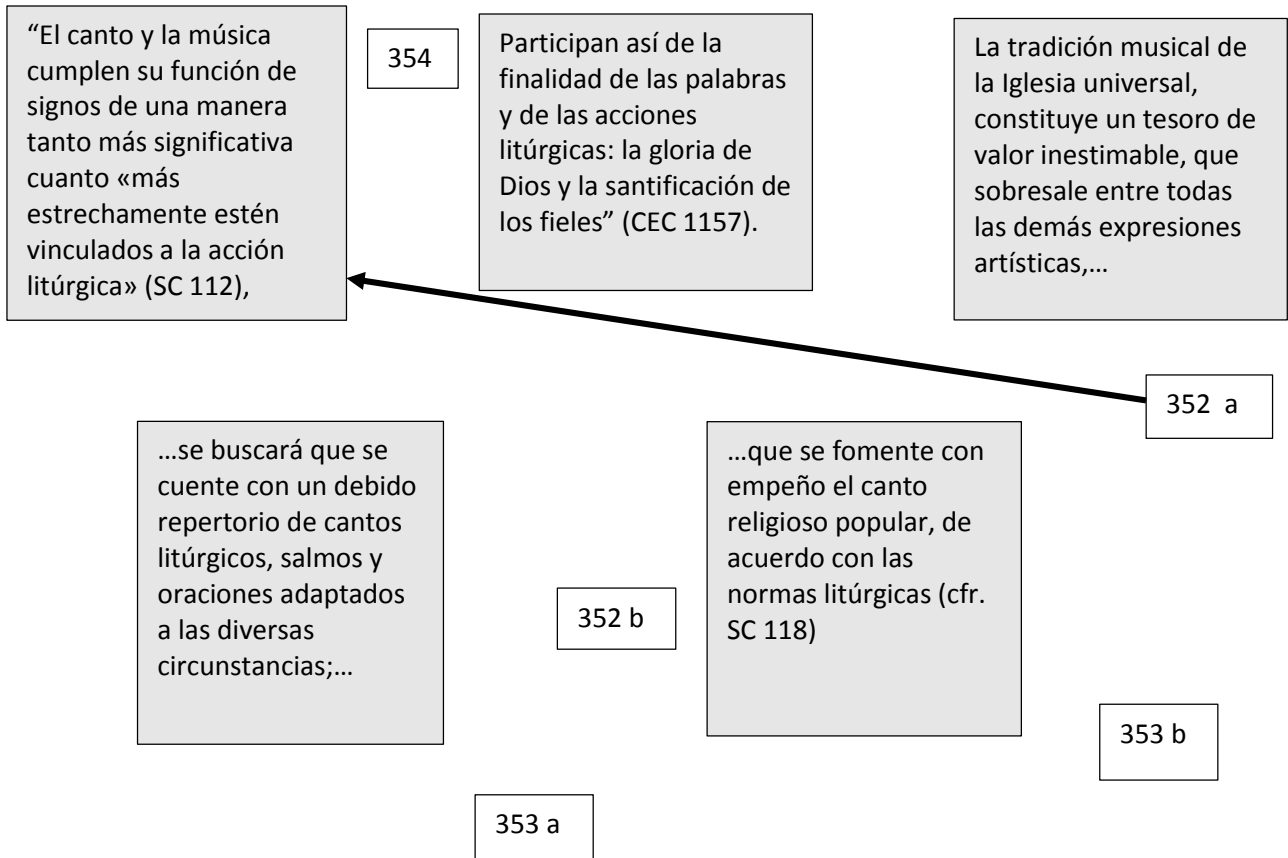 “El canto y la música
cumplen su función de
signos de una manera
tanto más significativa
cuanto «más
estrechamente estén
vinculados a la acción
litúrgica» (SC 112),
354
Participan así de la
finalidad de las palabras
y de las acciones
litúrgicas: la gloria de
Dios y la santificación de
los fieles” (CEC 1157).
La tradición musical de
la Iglesia universal,
constituye un tesoro de
valor inestimable, que
sobresale entre todas
las demás expresiones
artísticas,…
352 a
…se buscará que se
cuente con un debido
repertorio de cantos
litúrgicos, salmos y
oraciones adaptados
a las diversas
circunstancias;…
352 b
…que se fomente con
empeño el canto
religioso popular, de
acuerdo con las
normas litúrgicas (cfr.
SC 118)
353 b
353 a